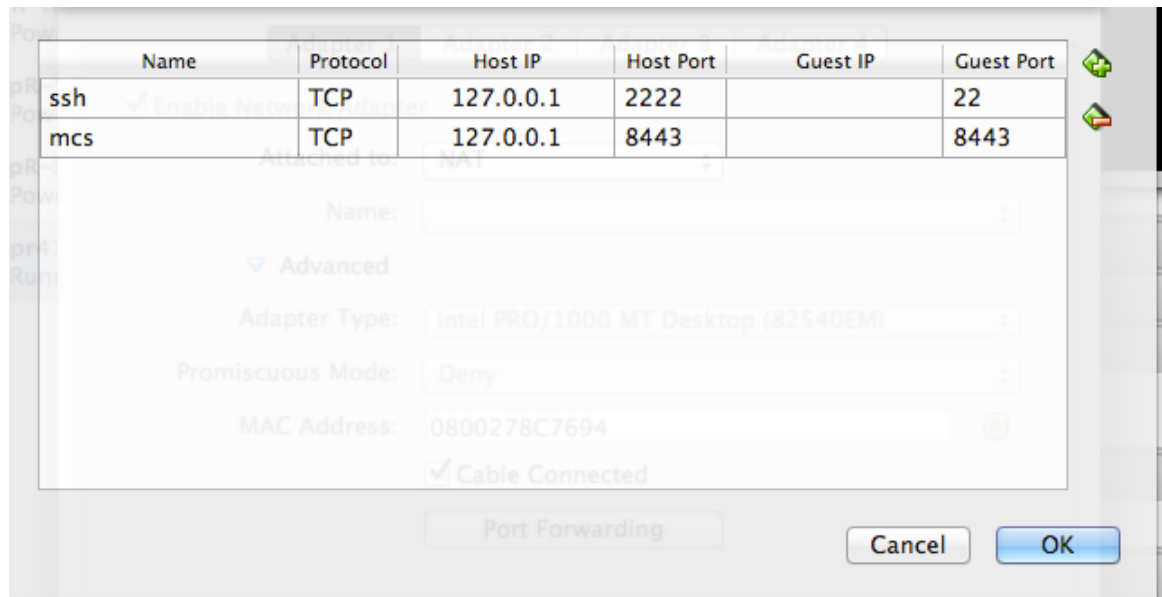 Adapter 1 Adapter 2 Adapter 3 Adapter 4
Name Protocol Host IP Host Port Guest IP Guest Port
ssh TCP 127.0.0.1 2222 22
Enable Network Adapter
mcs TCP 127.0.0.1 8443 8443
Attached to: NAT
Name:
Advanced
Adapter Type: Intel PRO/1000 MT Desktop (82540EM)
Promiscuous Mode: Deny
MAC Address: 0800278C7694
Cable Connected
Port Forwarding
Cancel OK